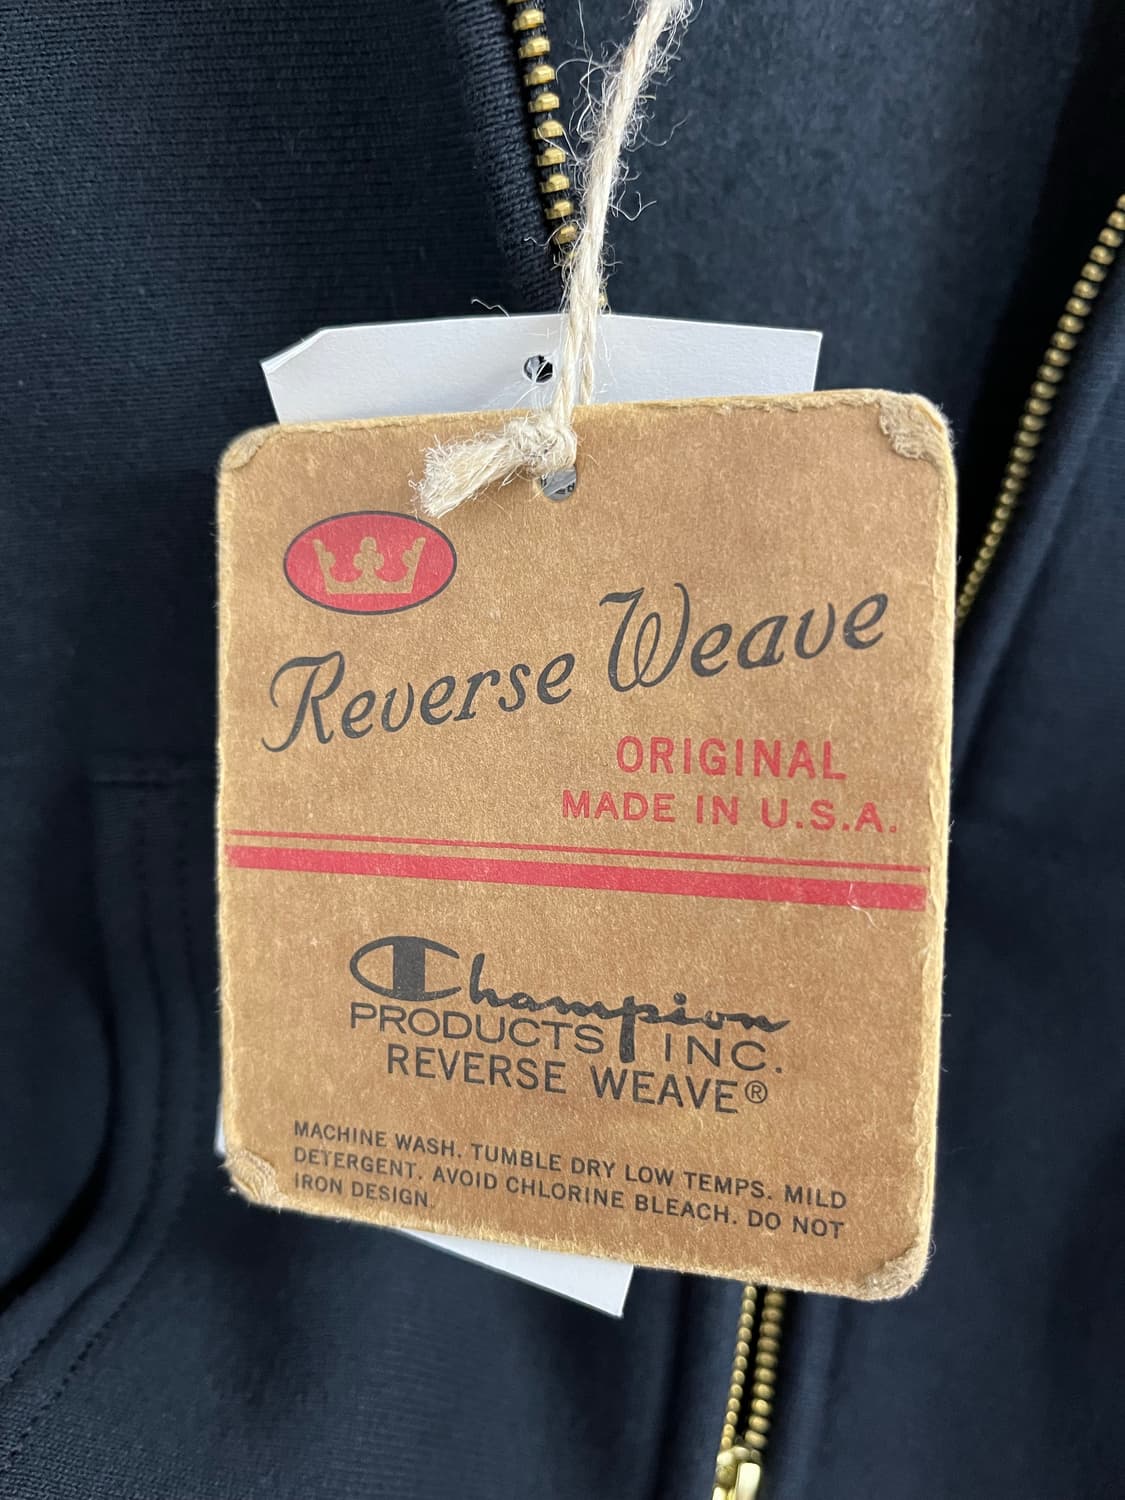 Reverse Weave
ORIGINAL
MADE IN U.S.A.
Champion
PRODUCTS INC.
REVERSE WEAVE®
MACHINE WASH. TUMBLE DRY LOW TEMPS. MILD
DETERGENT. AVOID CHLORINE BLEACH. DO NOT
IRON DESIGN.